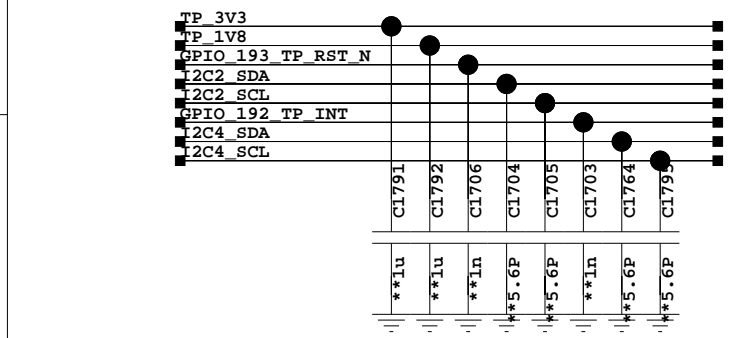 TP_3V3
TP_1V8
GPIO_193_TP_RST_N
I2C2_SDA
I2C2_SCL
GPIO_192_TP_INT
I2C4_SDA
I2C4_SCL
C1791
C1792
C1706
C1704
C1705
C1703
C1764
C1795
**1u
**1u
**1n
**5.6P
**5.6P
**1n
**5.6P
**5.6P